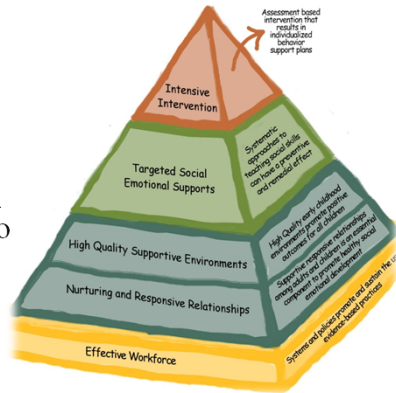 Assessment based
intervention that
results in
individualized
behavior
support plans
Intensive
Intervention
Systematic
approaches to
teaching social skills
can have a preventive
and remedial effect
Targeted Social
Emotional Supports
High Quality early childhood
environments promote positive
outcomes for all children
High Quality Supportive Environments
Supportive responsive relationships
among adults and children is an essential
component to promote healthy social
emotional development
Nurturing and Responsive Relationships
Systems and policies promote and sustain the
evidence-based practices
Effective Workforce